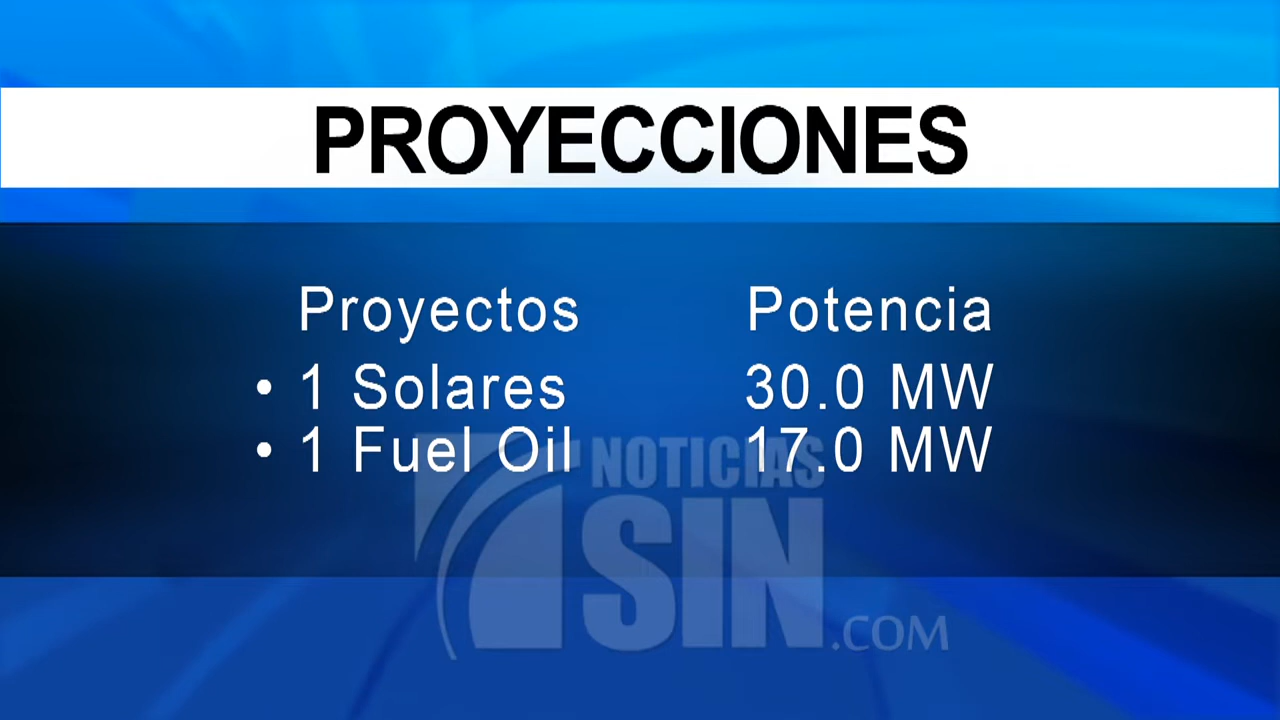 PROYECCIONES
Proyectos Potencia
• 1 Solares 30.0 MW
• 1 Fuel Oil 17.0 MW
NOTICIAS
SIN.COM